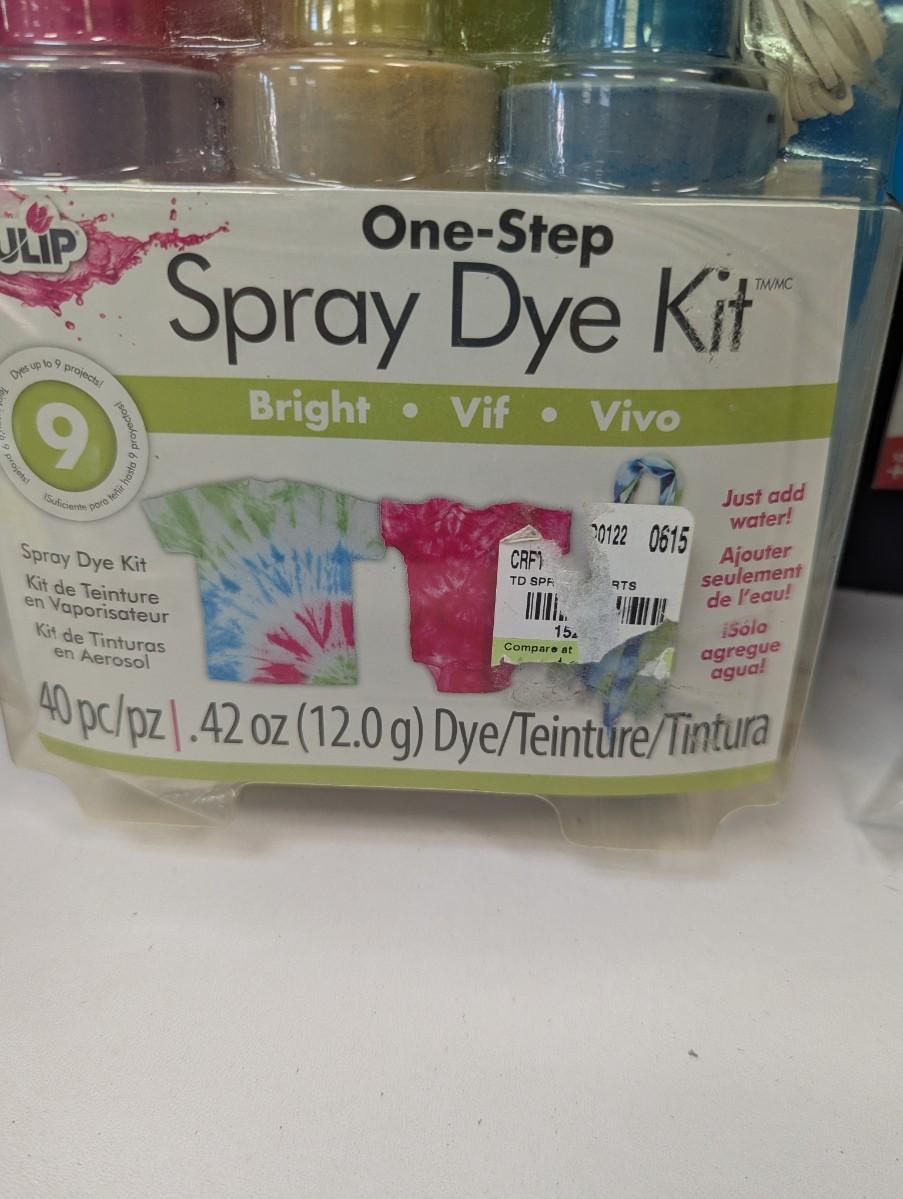 ULIP
One-Step
Spray Dye Kit TM/MC
Dyes up to 9 projects!
¡Suficiente para teñir hasta 9 proyectos!
9
Bright • Vif • Vivo
Spray Dye Kit
Kit de Teinture
en Vaporisateur
Kit de Tinturas
en Aerosol
0122 0615
CRF
TD SPR RTS
15
Compare at
Just add
water!
Ajouter
seulement
de l'eau!
¡Sólo
agregue
agua!
40 pc/pz | .42 oz (12.0 g) Dye/Teinture/Tintura